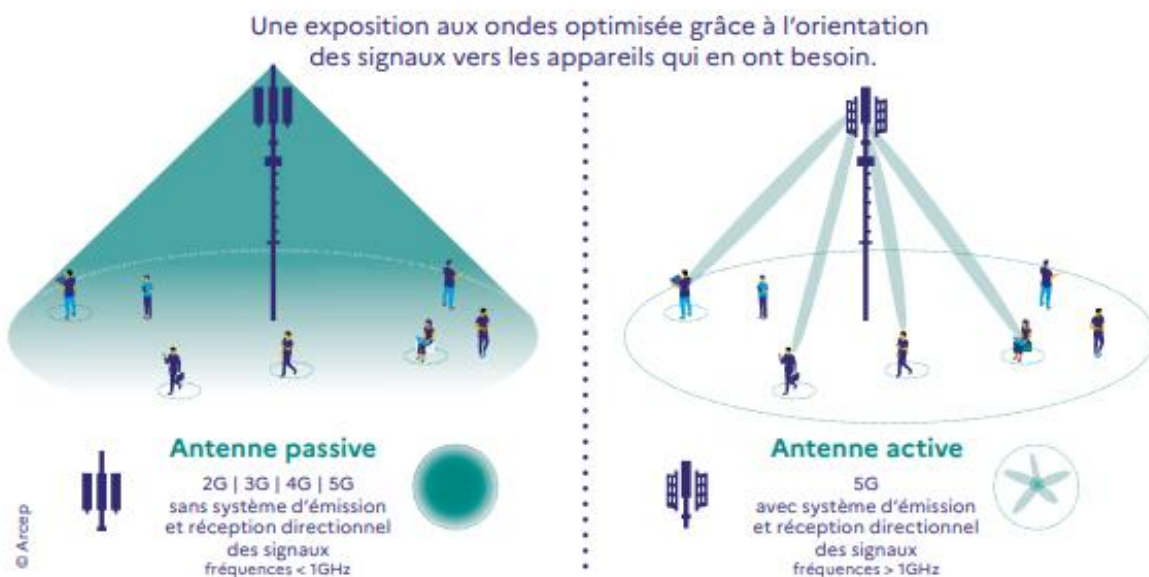 Une exposition aux ondes optimisée grâce à l'orientation
des signaux vers les appareils qui en ont besoin.
Antenne passive
2G | 3G | 4G | 5G
sans système d'émission
et réception directionnel
des signaux
fréquences < 1GHz
Antenne active
5G
avec système d'émission
et réception directionnel
des signaux
fréquences > 1GHz
© Arcep